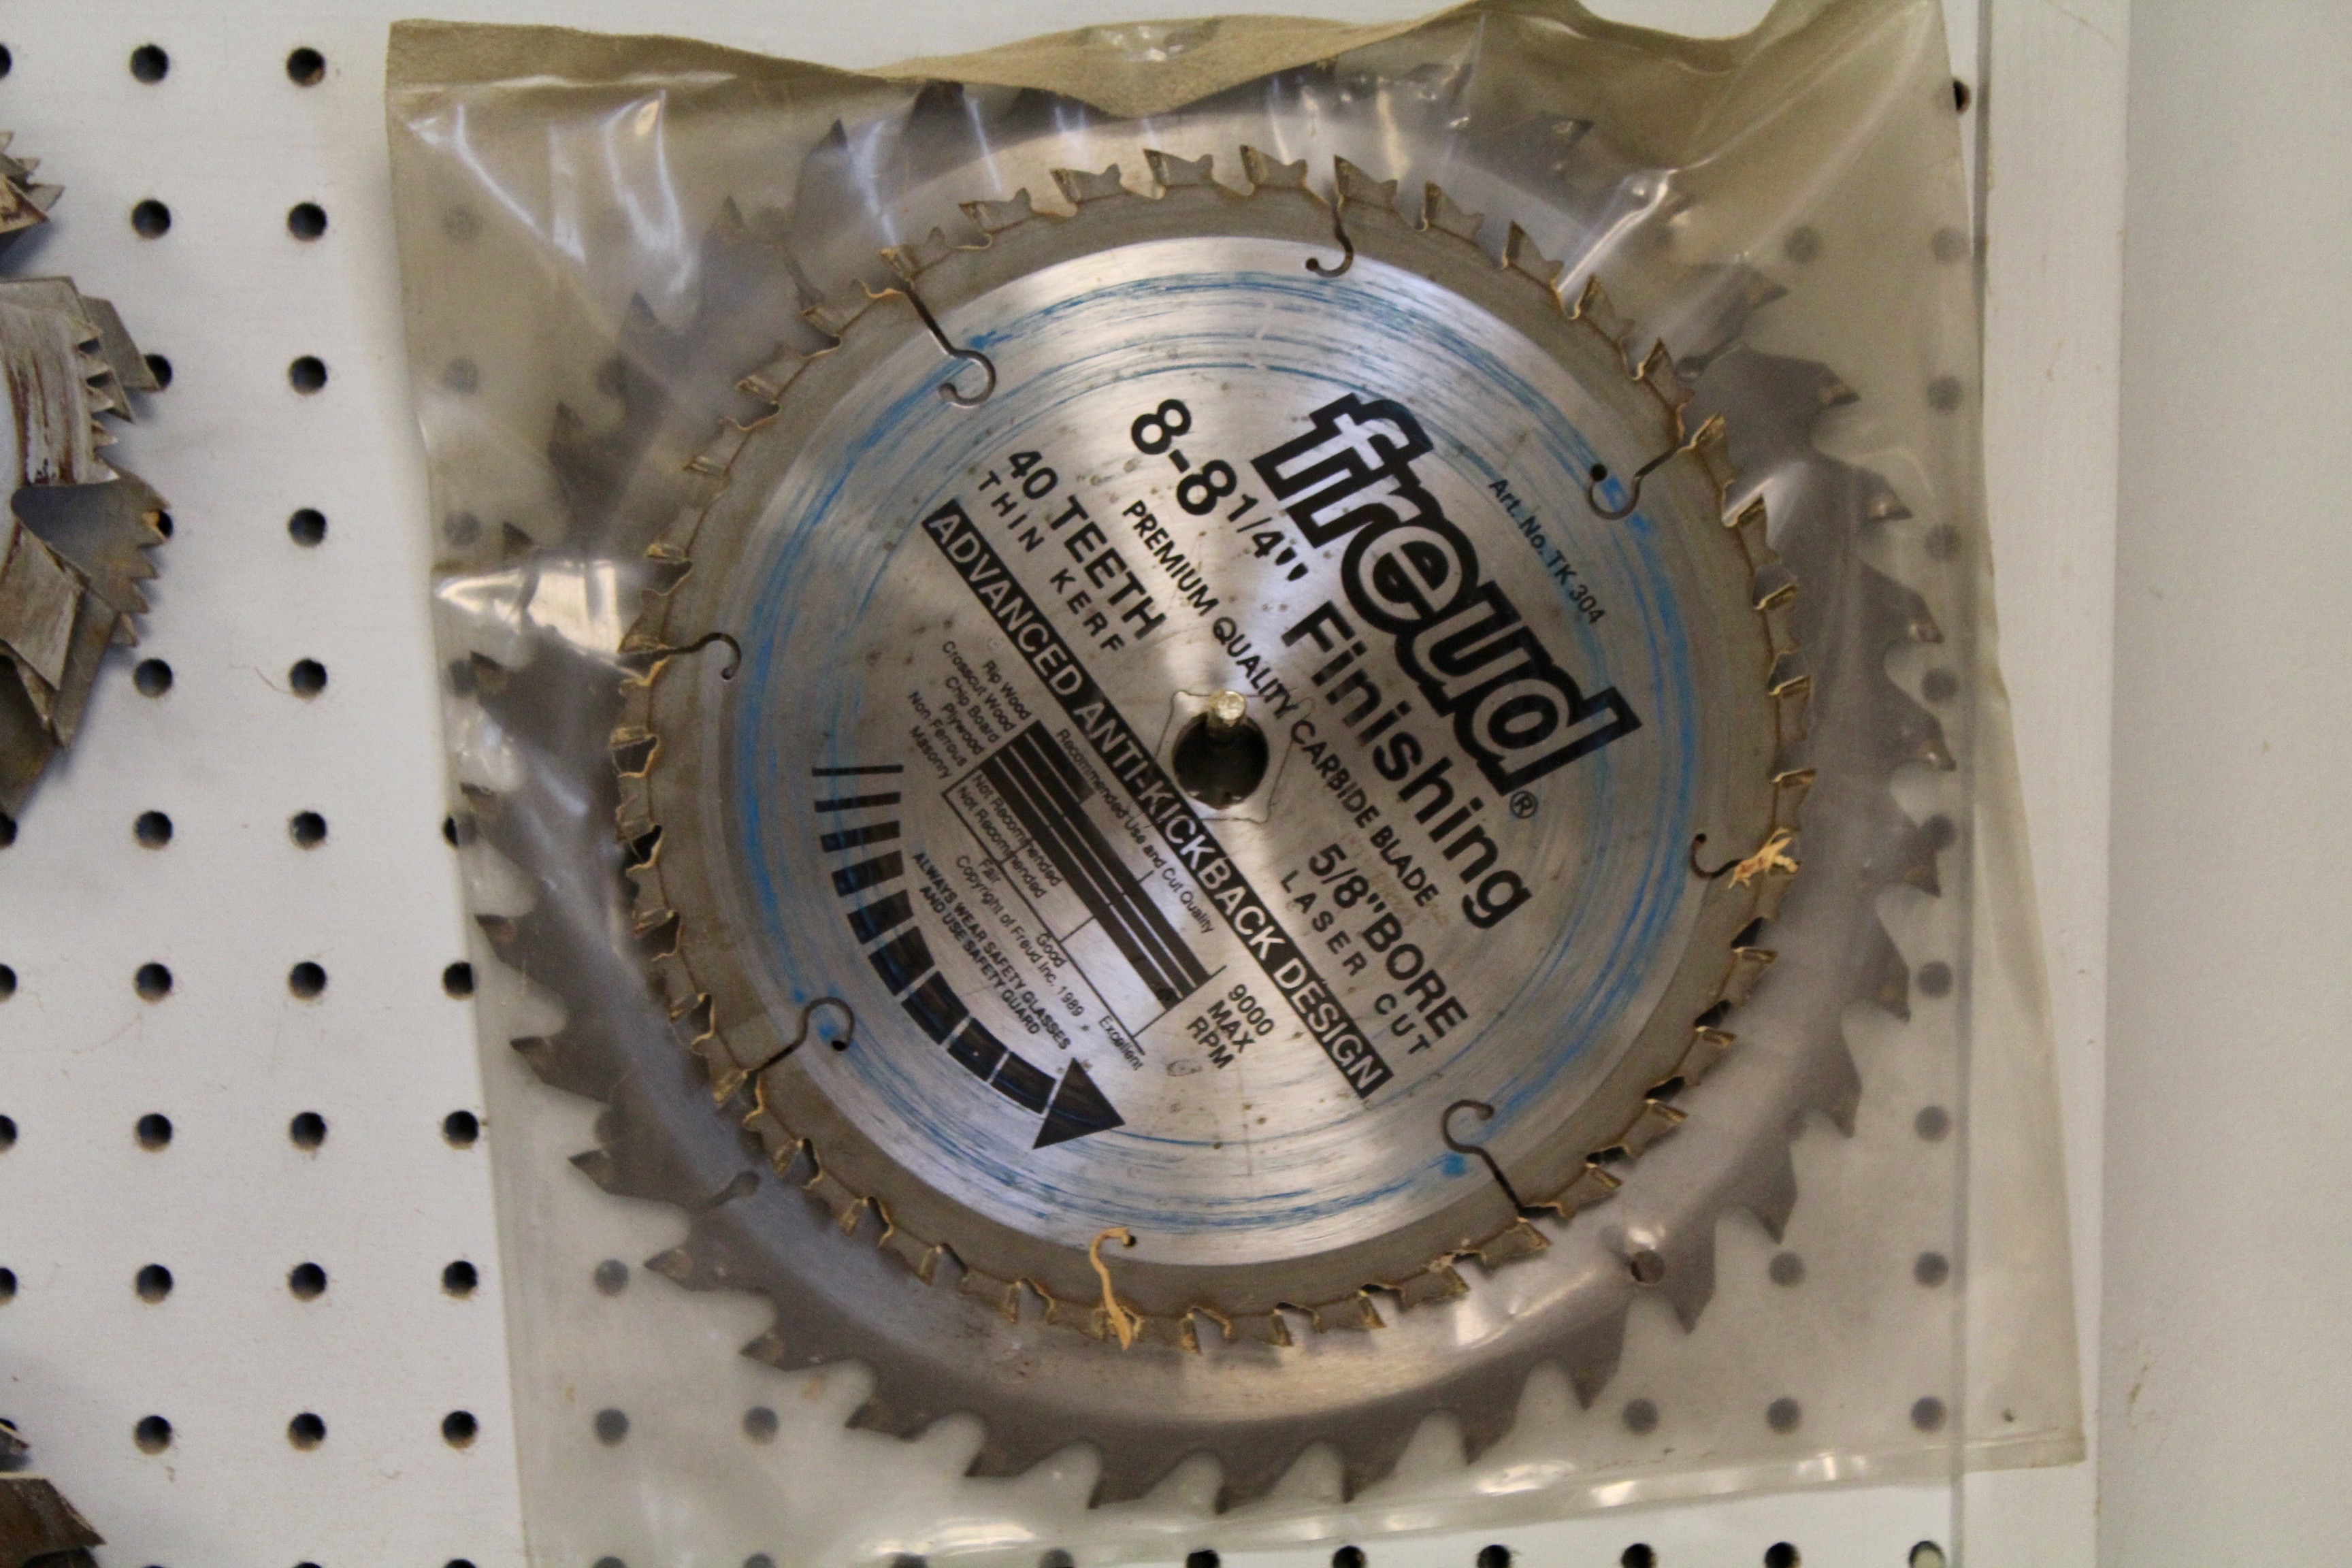 Art. No. TK 304
freud®
8-8 1/4" Finishing
PREMIUM QUALITY CARBIDE BLADE
40 TEETH
THIN KERF
5/8" BORE
LASER CUT
ADVANCED ANTI-KICKBACK DESIGN
Recommended Use and Cut Quality
Rip Wood
Crosscut Wood
Chip Board
Plywood
Non-Ferrous
Masonry
Not Recommended
Not Recommended
Fair
Good
Excellent
9000
MAX
RPM
Copyright of Freud Inc. 1989
ALWAYS WEAR SAFETY GLASSES
AND USE SAFETY GUARD